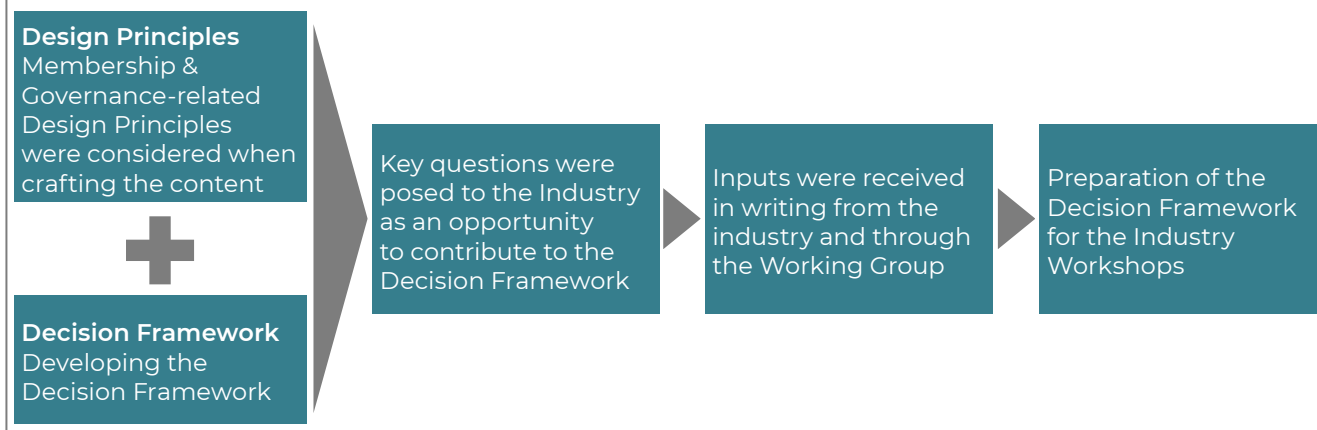 Design Principles
Membership &
Governance-related
Design Principles
were considered when
crafting the content
Decision Framework
Developing the
Decision Framework
Key questions were
posed to the Industry
as an opportunity
to contribute to the
Decision Framework
Inputs were received
in writing from the
industry and through
the Working Group
Preparation of the
Decision Framework
for the Industry
Workshops